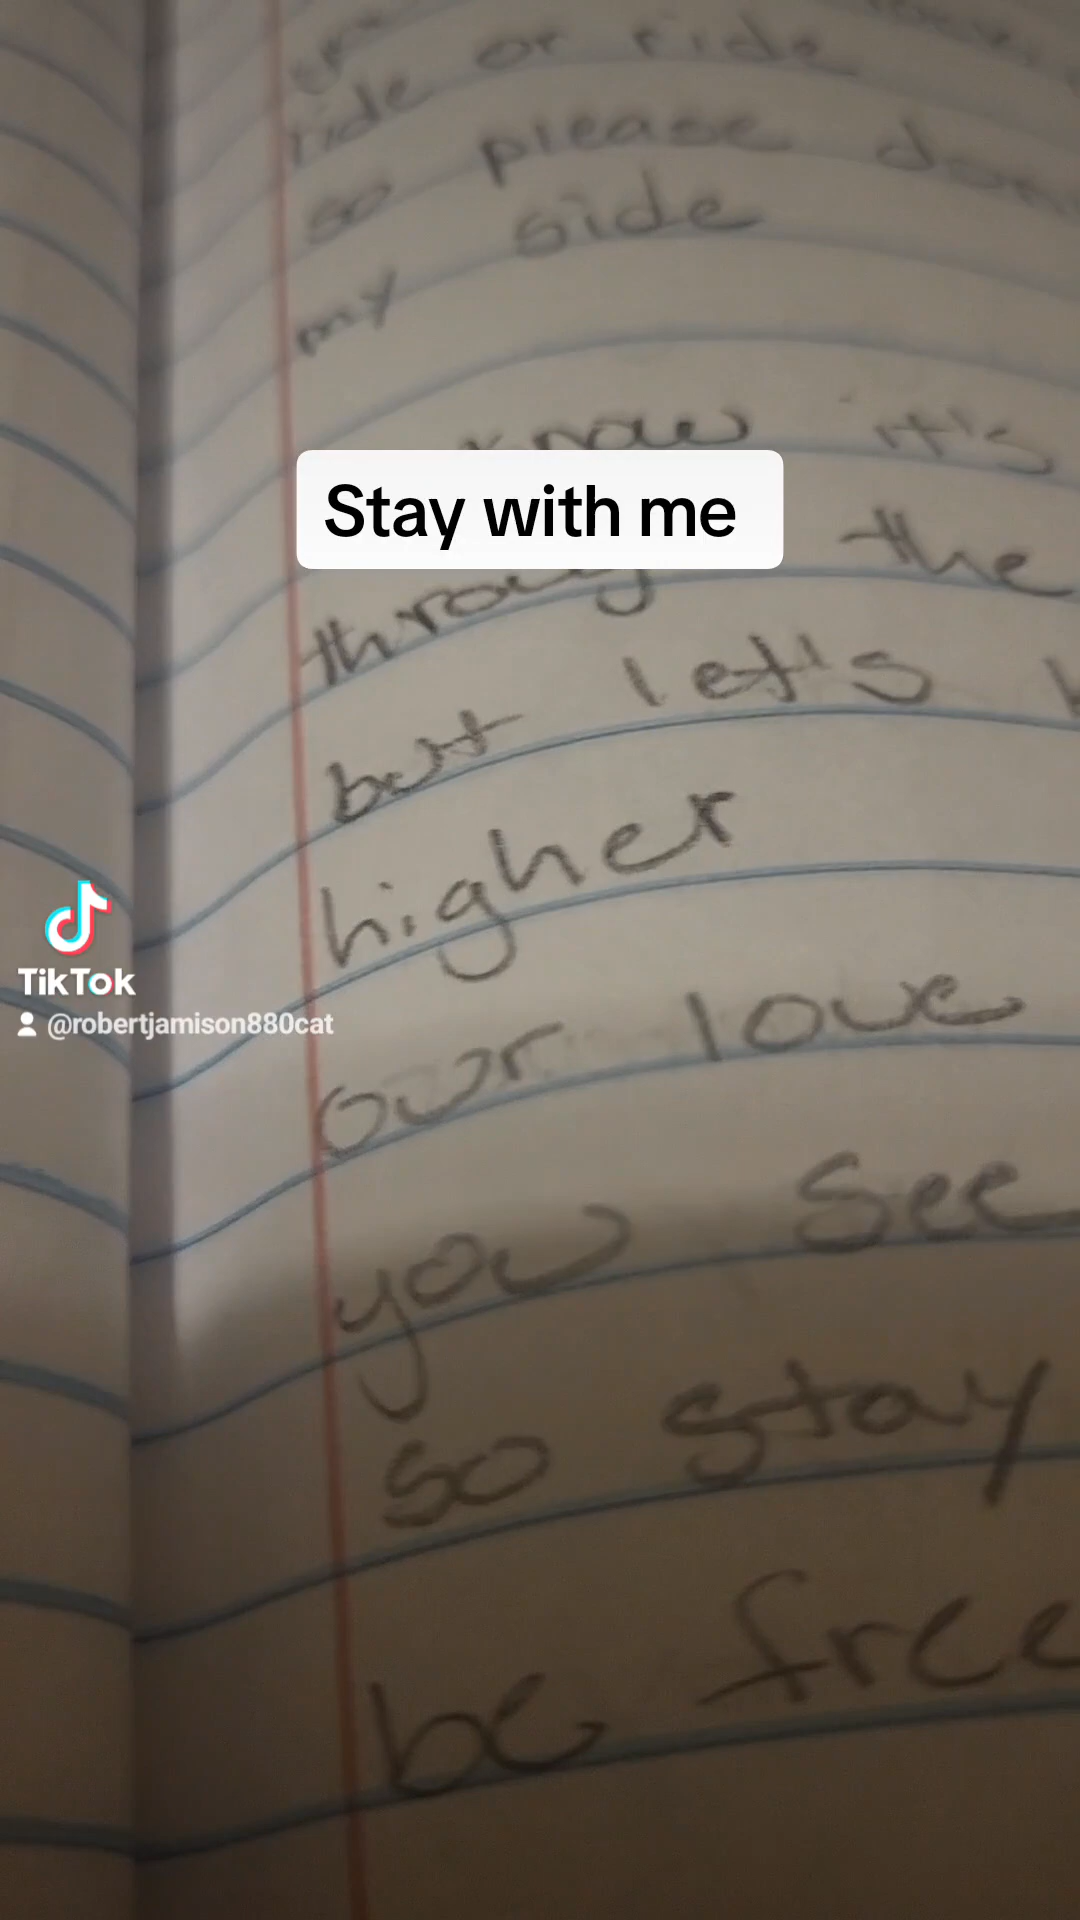 ride or ride
so please don
my side
know it's
Stay with me
the
but let's
higher
TikTok
@robertjamison880cat
our love
you see
so stay
be free